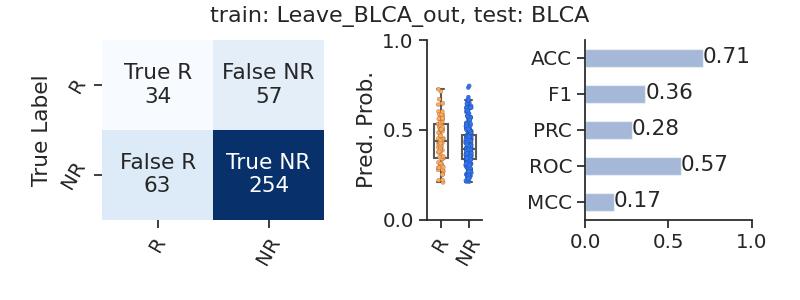 train: Leave_BLCA_out, test: BLCA
True Label
R
NR
True R
34
False NR
57
False R
63
True NR
254
R
NR
Pred. Prob.
1.0
0.5
0.0
R
NR
ACC
F1
PRC
ROC
MCC
0.71
0.36
0.28
0.57
0.17
0.0
0.5
1.0